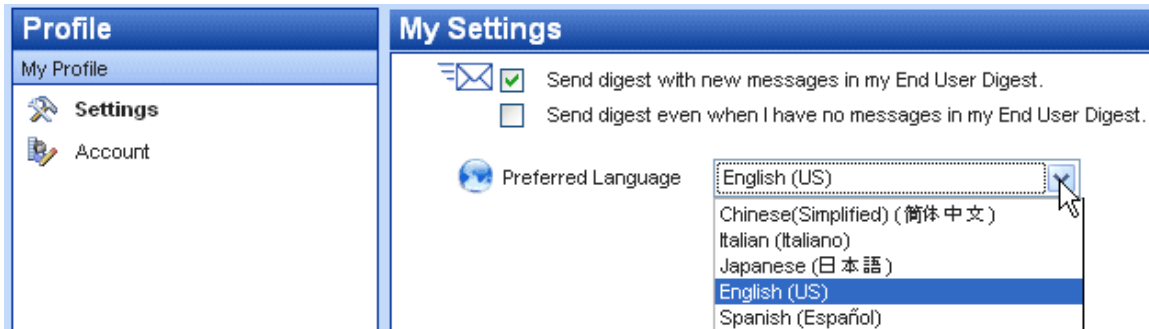 Profile
My Profile
Settings
Account
My Settings
Send digest with new messages in my End User Digest.
Send digest even when I have no messages in my End User Digest.
Preferred Language
English (US)
Chinese(Simplified) (简体中文)
Italian (Italiano)
Japanese (日本語)
English (US)
Spanish (Español)